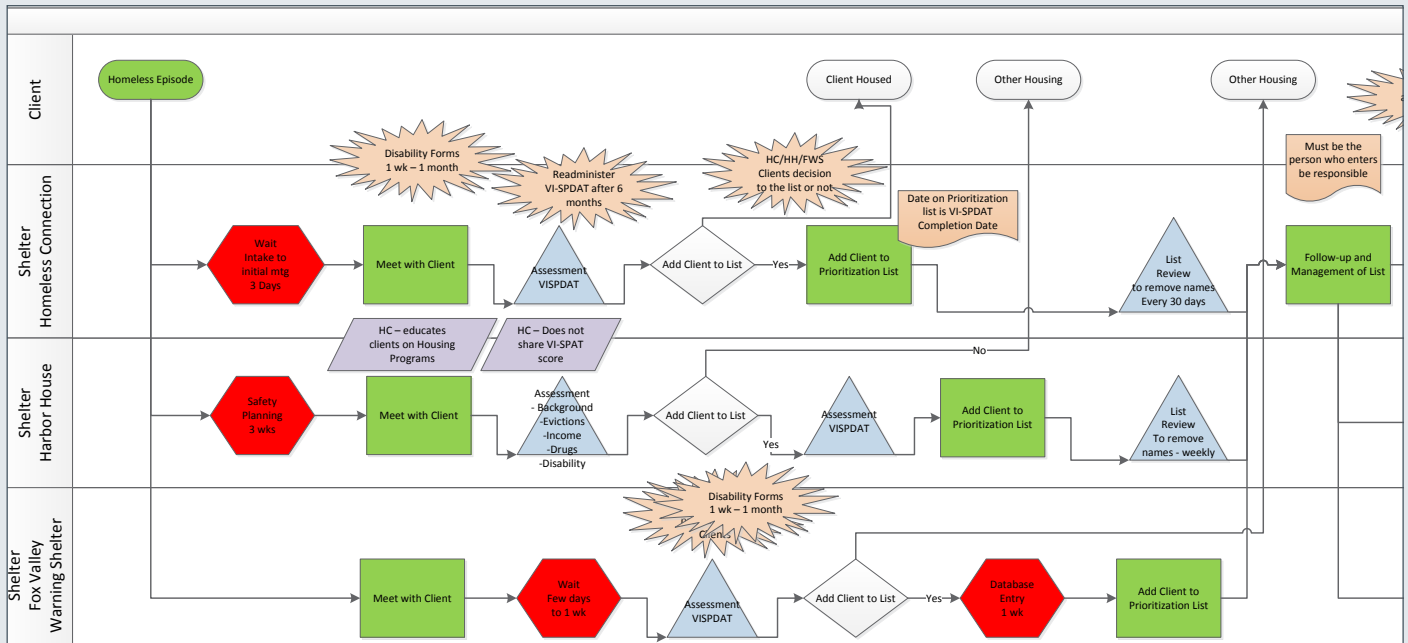 Client
Homeless Episode
Client Housed
Other Housing
Other Housing
Disability Forms
1 wk – 1 month
Readminister
VI-SPDAT after 6
months
HC/HH/FWS
Clients decision
to the list or not
Date on Prioritization
list is VI-SPDAT
Completion Date
Must be the
person who enters
be responsible
Shelter
Homeless Connection
Wait
Intake to
initial mtg
3 Days
Meet with Client
Assessment
VISPDAT
Add Client to List
Yes
Add Client to
Prioritization List
List
Review
to remove names
Every 30 days
Follow-up and
Management of List
HC – educates
clients on Housing
Programs
HC – Does not
share VI-SPAT
score
No
Shelter
Harbor House
Safety
Planning
3 wks
Meet with Client
Assessment
- Background
-Evictions
-Income
-Drugs
-Disability
Add Client to List
Yes
Assessment
VISPDAT
Add Client to
Prioritization List
List
Review
To remove
names - weekly
Disability Forms
1 wk – 1 month
Clients
Shelter
Fox Valley
Warning Shelter
Meet with Client
Wait
Few days
to 1 wk
Assessment
VISPDAT
Add Client to List
Yes
Database
Entry
1 wk
Add Client to
Prioritization List